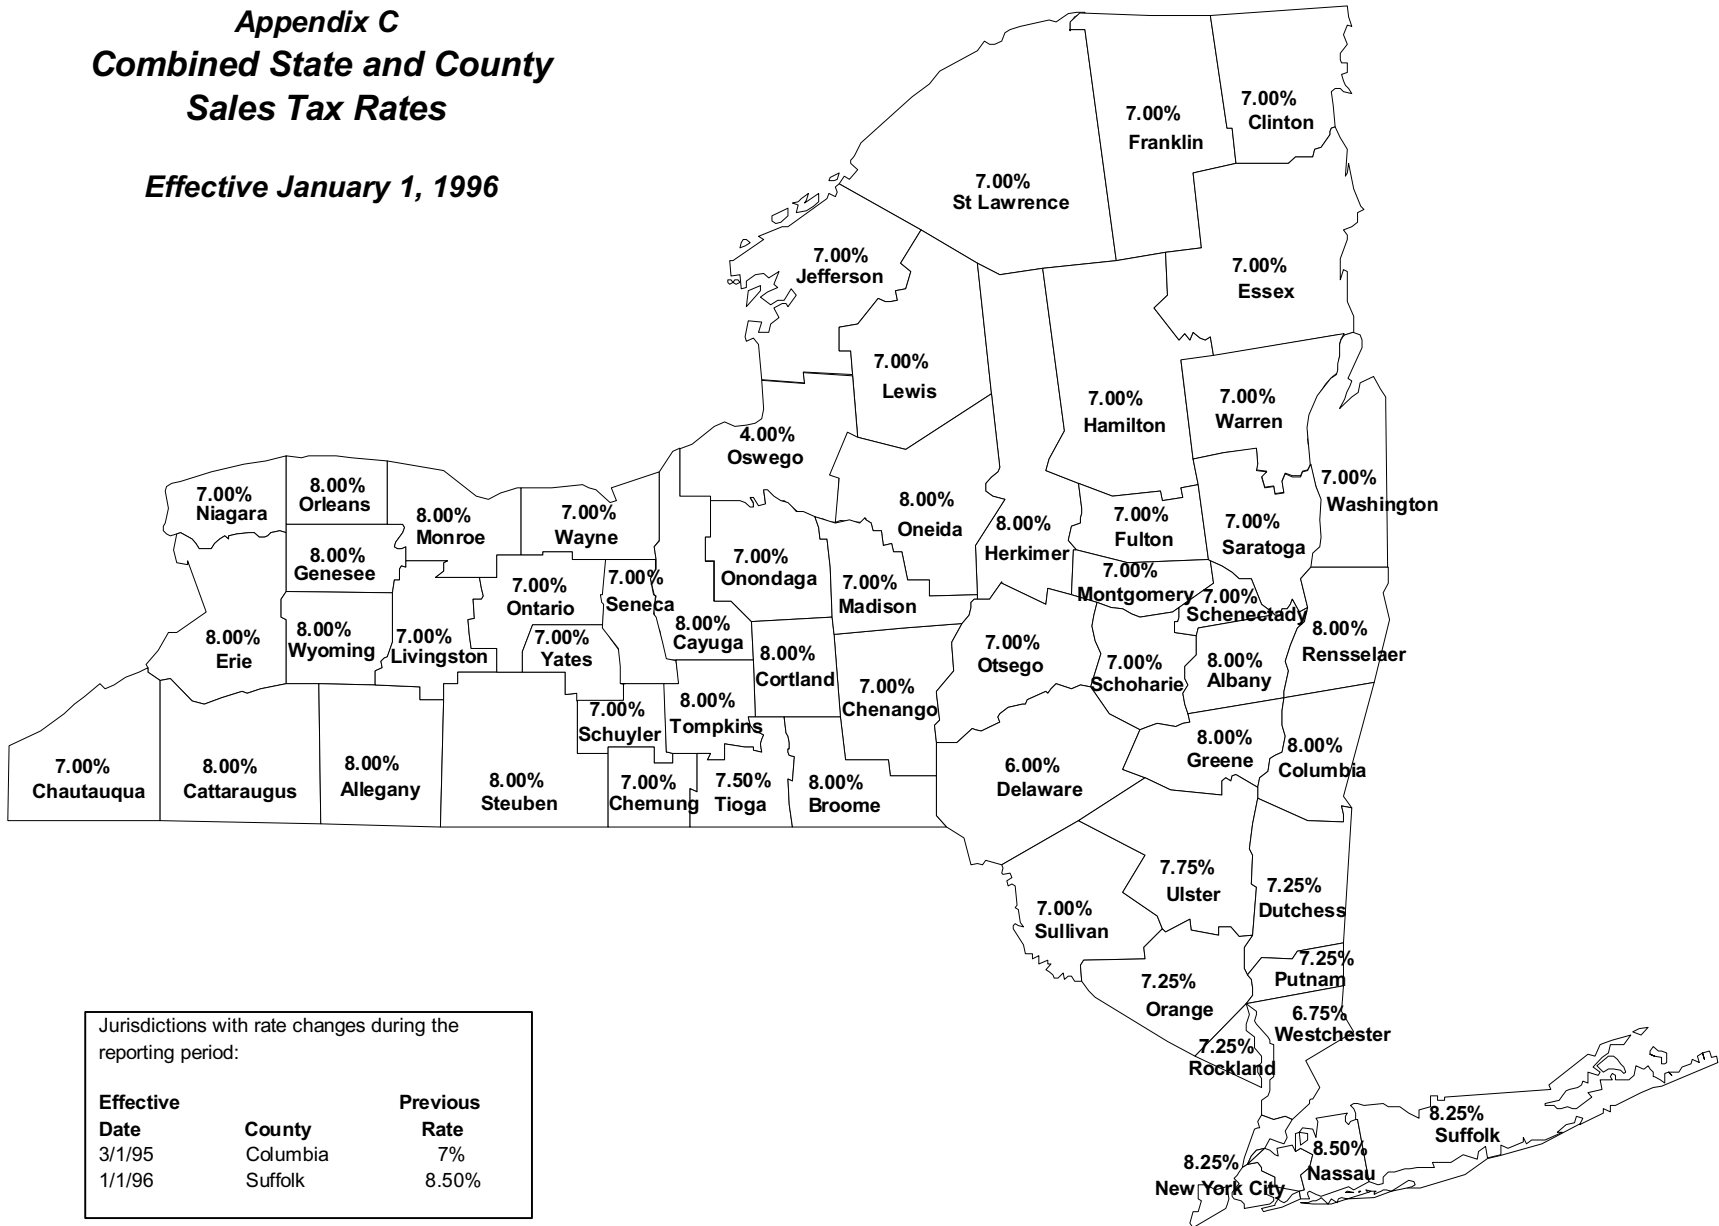 Appendix C
Combined State and County
Sales Tax Rates
Effective January 1, 1996
7.00%
Clinton
7.00%
Franklin
7.00%
St Lawrence
7.00%
Jefferson
7.00%
Essex
7.00%
Lewis
7.00%
Hamilton
7.00%
Warren
4.00%
Oswego
7.00%
Washington
7.00%
Niagara
8.00%
Orleans
8.00%
Monroe
7.00%
Wayne
8.00%
Oneida
8.00%
Herkimer
7.00%
Fulton
7.00%
Saratoga
8.00%
Genesee
7.00%
Ontario
7.00%
Seneca
7.00%
Onondaga
7.00%
Madison
7.00%
Montgomery
7.00%
Schenectady
8.00%
Erie
8.00%
Wyoming
7.00%
Livingston
7.00%
Yates
8.00%
Cayuga
8.00%
Cortland
7.00%
Otsego
7.00%
Schoharie
8.00%
Albany
8.00%
Rensselaer
7.00%
Schuyler
8.00%
Tompkins
7.00%
Chenango
8.00%
Greene
8.00%
Columbia
7.00%
Chautauqua
8.00%
Cattaraugus
8.00%
Allegany
8.00%
Steuben
7.00%
Chemung
7.50%
Tioga
8.00%
Broome
6.00%
Delaware
7.75%
Ulster
7.25%
Dutchess
7.00%
Sullivan
7.25%
Putnam
7.25%
Orange
6.75%
Westchester
7.25%
Rockland
8.25%
Suffolk
8.50%
Nassau
8.25%
New York City
Jurisdictions with rate changes during the
reporting period:
Effective Previous
Date County Rate
3/1/95 Columbia 7%
1/1/96 Suffolk 8.50%